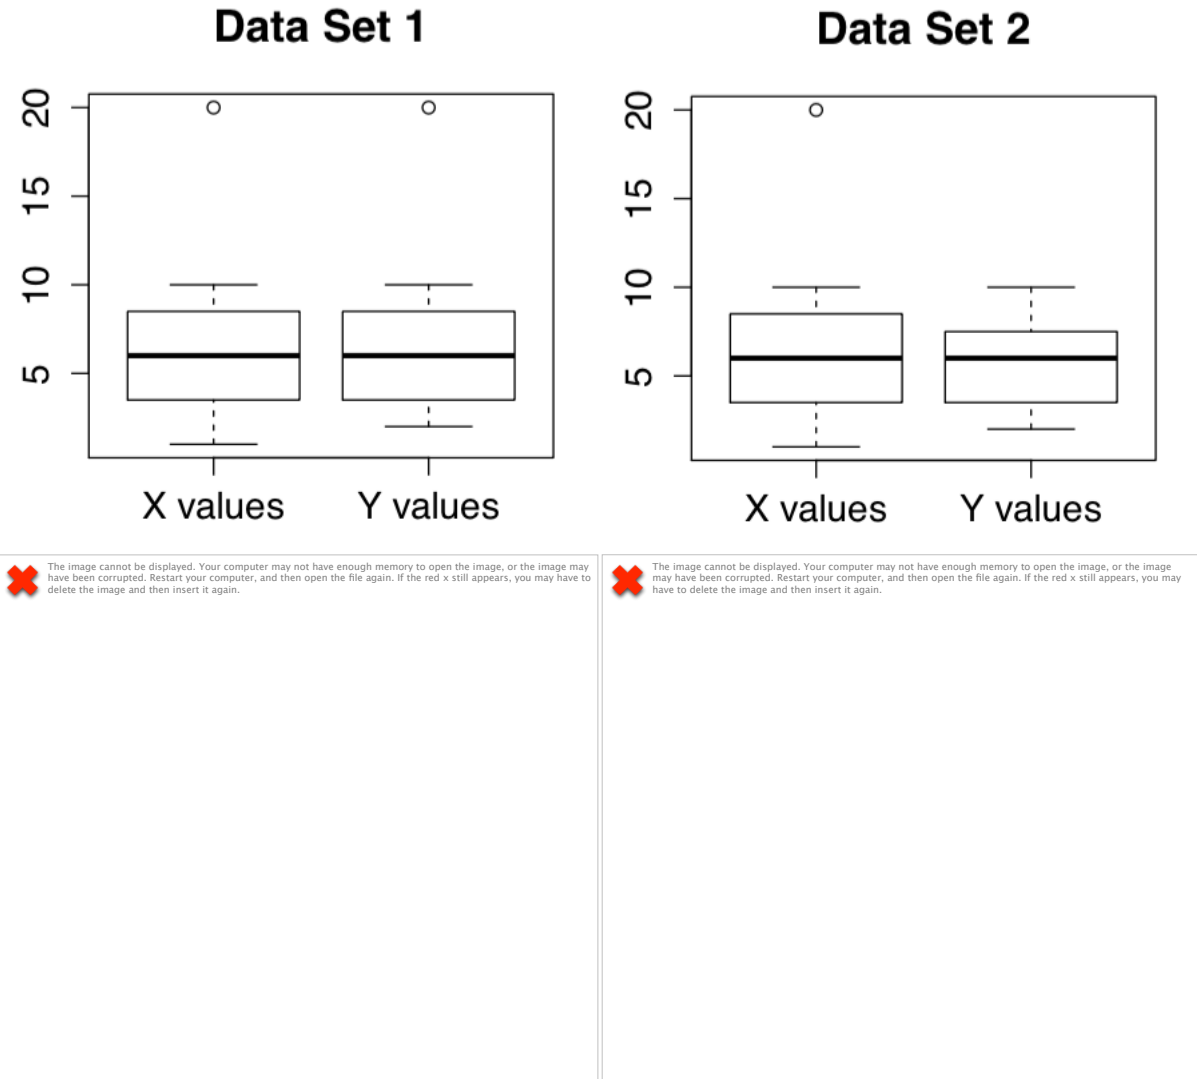 Data Set 1
20
15
10
5
X values Y values
Data Set 2
20
15
10
5
X values Y values
The image cannot be displayed. Your computer may not have enough memory to open the image, or the image may
have been corrupted. Restart your computer, and then open the file again. If the red x still appears, you may have to
delete the image and then insert it again.
The image cannot be displayed. Your computer may not have enough memory to open the image, or the image
may have been corrupted. Restart your computer, and then open the file again. If the red x still appears, you may
have to delete the image and then insert it again.